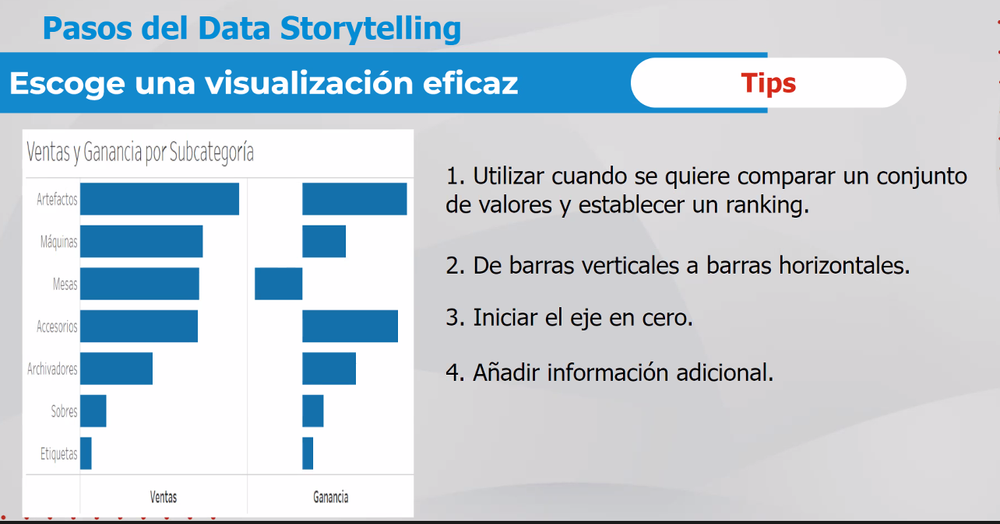 Pasos del Data Storytelling
Escoge una visualización eficaz
Tips
Ventas y Ganancia por Subcategoría
Artefactos
Máquinas
Mesas
Accesorios
Archivadores
Sobres
Etiquetas
Ventas
Ganancia
1. Utilizar cuando se quiere comparar un conjunto
de valores y establecer un ranking.
2. De barras verticales a barras horizontales.
3. Iniciar el eje en cero.
4. Añadir información adicional.